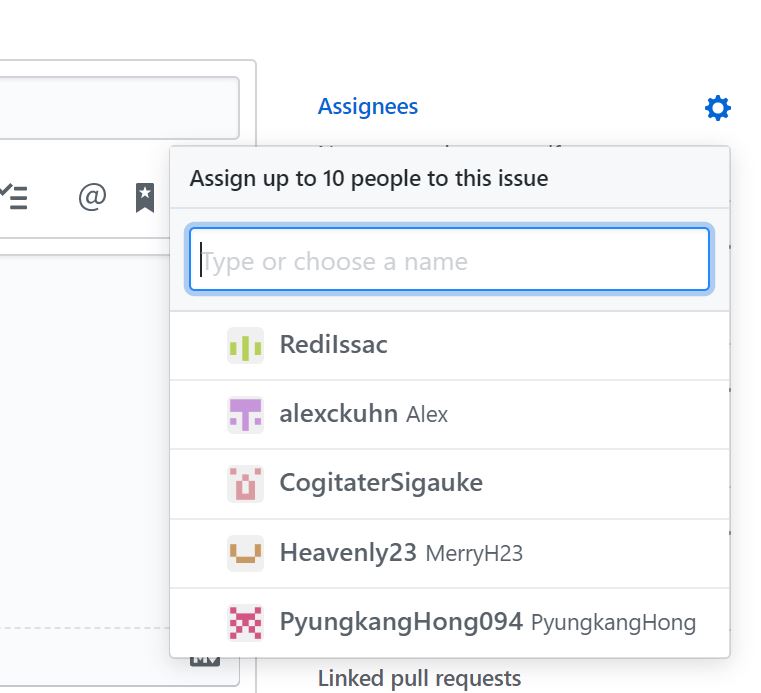 Assignees
Assign up to 10 people to this issue
@
Type or choose a name
RediIssac
alexckuhn Alex
CogitaterSigauke
Heavenly23 MerryH23
PyungkangHong094 PyungkangHong
Linked pull requests